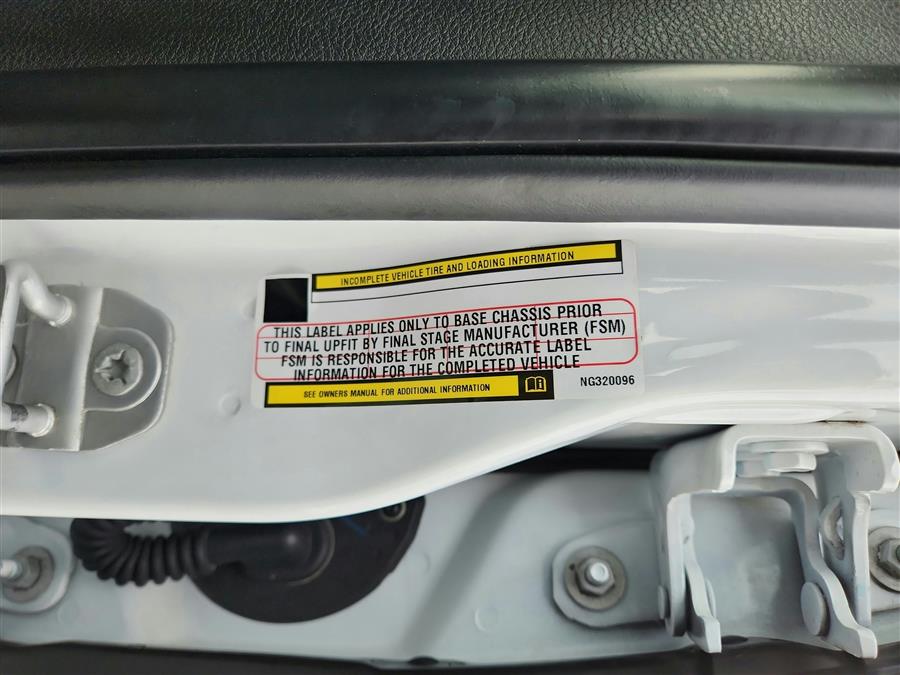 INCOMPLETE VEHICLE TIRE AND LOADING INFORMATION
THIS LABEL APPLIES ONLY TO BASE CHASSIS PRIOR
TO FINAL UPFIT BY FINAL STAGE MANUFACTURER (FSM)
FSM IS RESPONSIBLE FOR THE ACCURATE LABEL
INFORMATION FOR THE COMPLETED VEHICLE
SEE OWNERS MANUAL FOR ADDITIONAL INFORMATION
NG320096